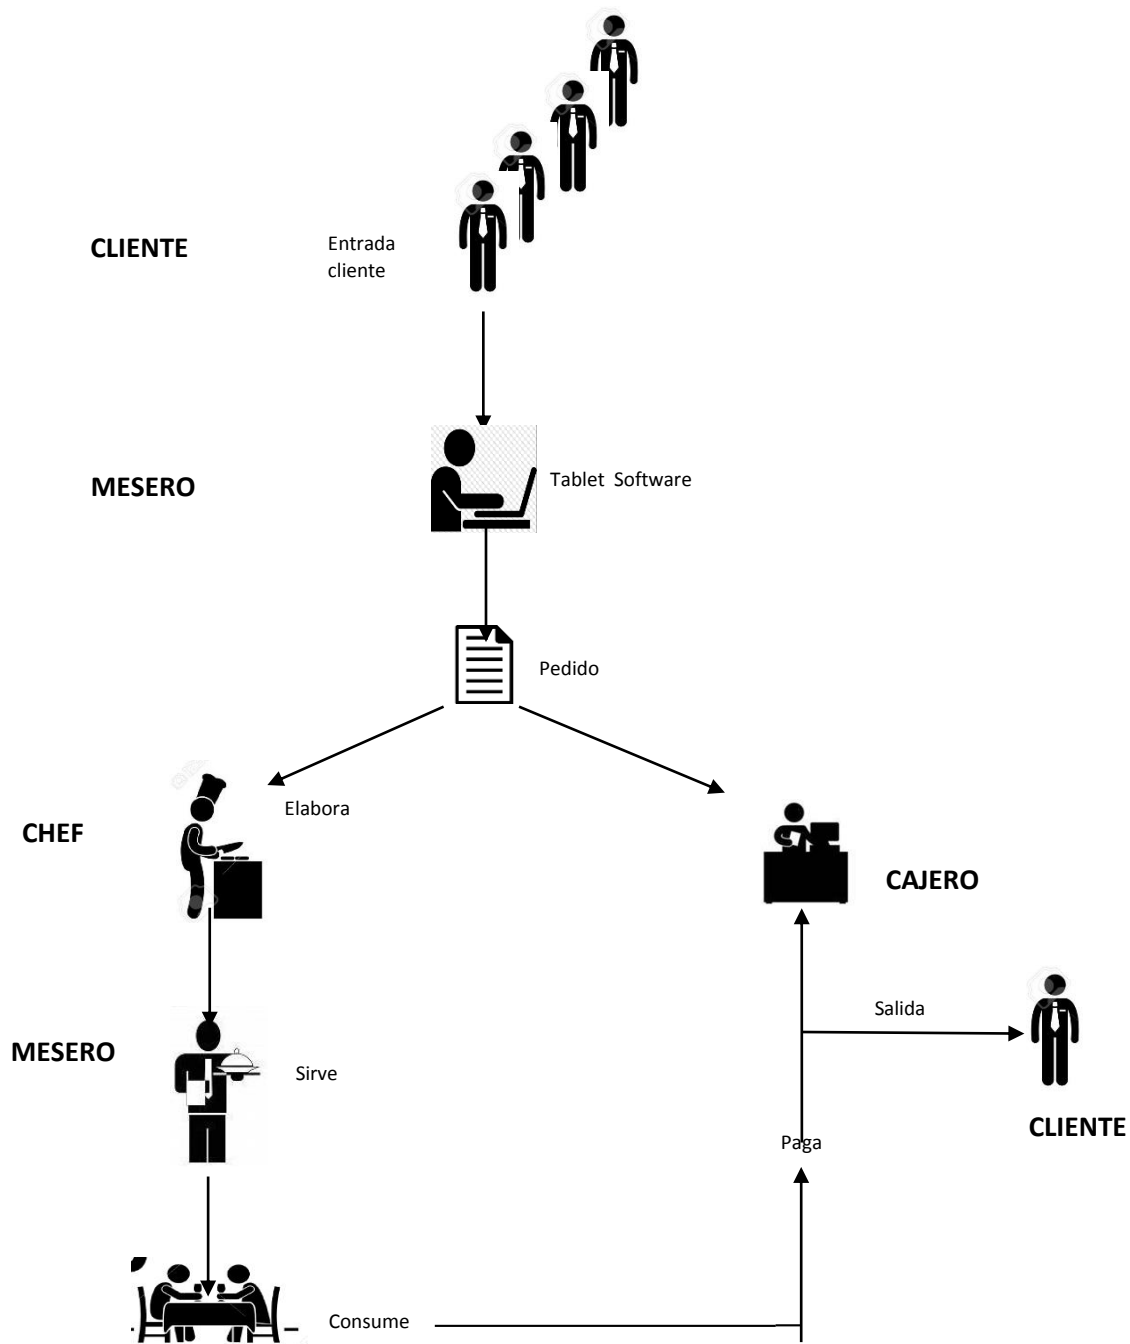 CLIENTE
Entrada
cliente
MESERO
Tablet Software
Pedido
Elabora
CHEF
CAJERO
Salida
MESERO
Sirve
CLIENTE
Paga
Consume